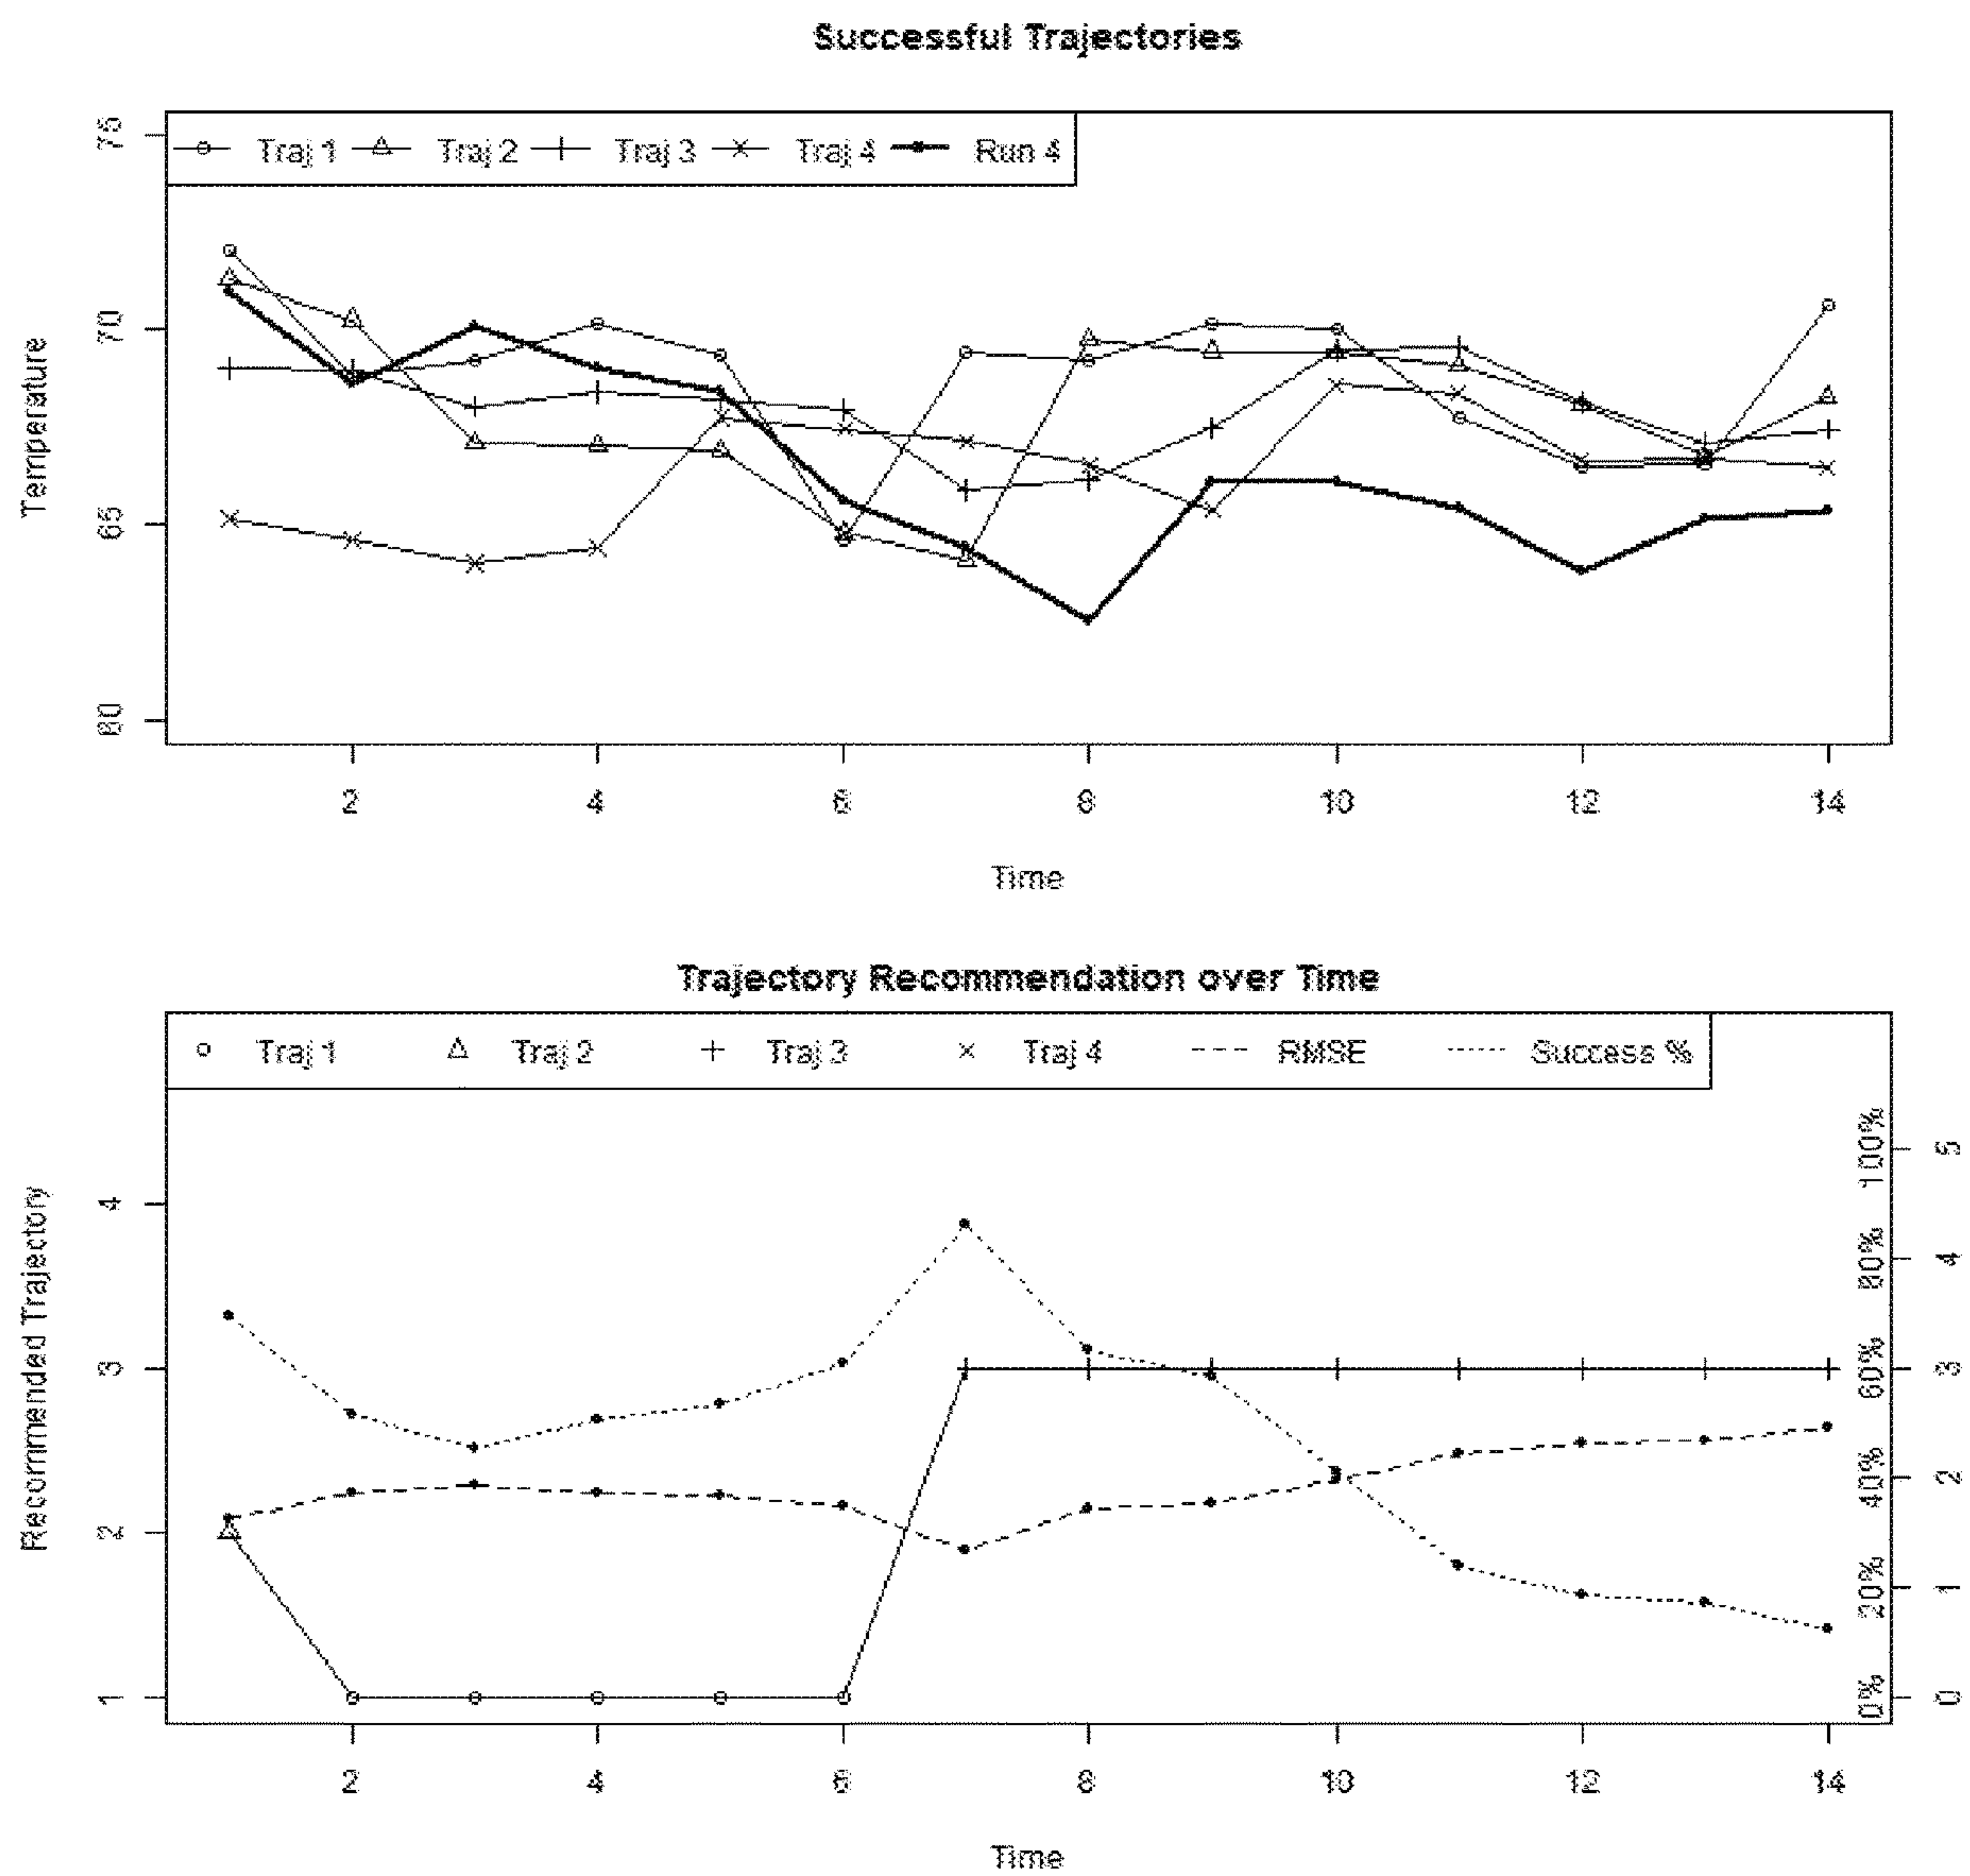 Successful Trajectories
Traj 1 Traj 2 Traj 3 Traj 4 Run 4
75
70
65
60
Temperature
2 4 6 8 10 12 14
Time
Trajectory Recommendation over Time
Traj 1 Traj 2 Traj 3 Traj 4 RMSE Success %
4
3
2
1
Recommended Trajectory
100% 5
80% 4
60% 3
40% 2
20% 1
0% 0
2 4 6 8 10 12 14
Time